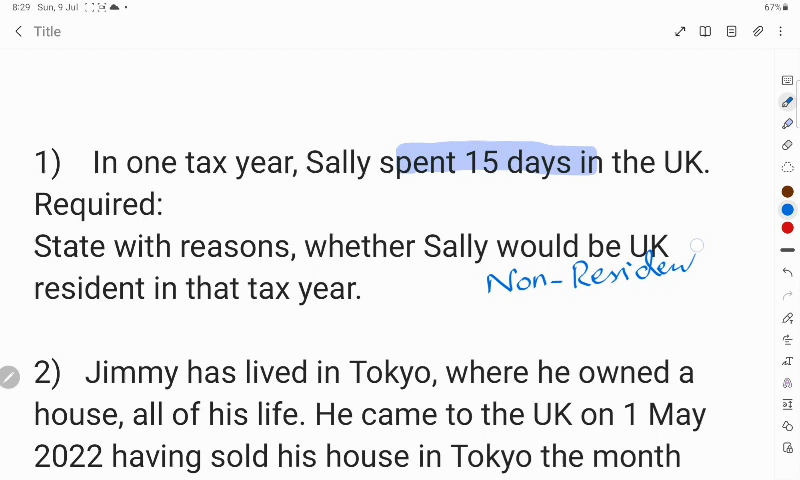 8:29 Sun, 9 Jul 67%
Title
1) In one tax year, Sally spent 15 days in the UK.
Required:
State with reasons, whether Sally would be UK
resident in that tax year.
Non-Residen
2) Jimmy has lived in Tokyo, where he owned a
house, all of his life. He came to the UK on 1 May
2022 having sold his house in Tokyo the month